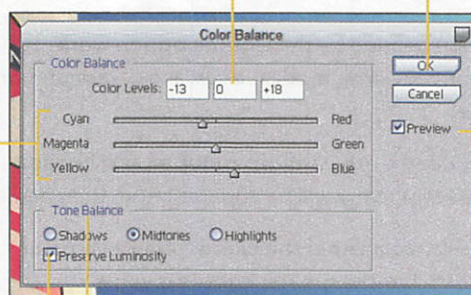 Color Balance
Color Balance
OK
Color Levels: -13 0 +18
Cancel
Cyan Red
Preview
Magenta Green
Yellow Blue
Tone Balance
Shadows Midtones Highlights
Preserve Luminosity